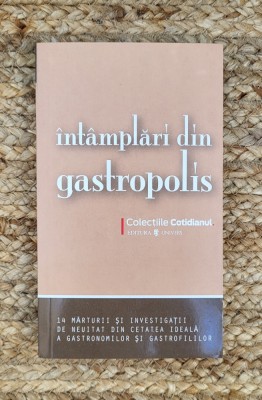 întâmplări din
gastropolis
Colecțiile Cotidianul
EDITURA UNIVERS
14 MĂRTURII ȘI INVESTIGAȚII
DE NEUITAT DIN CETATEA IDEALĂ
A GASTRONOMILOR ȘI GASTROFILILOR